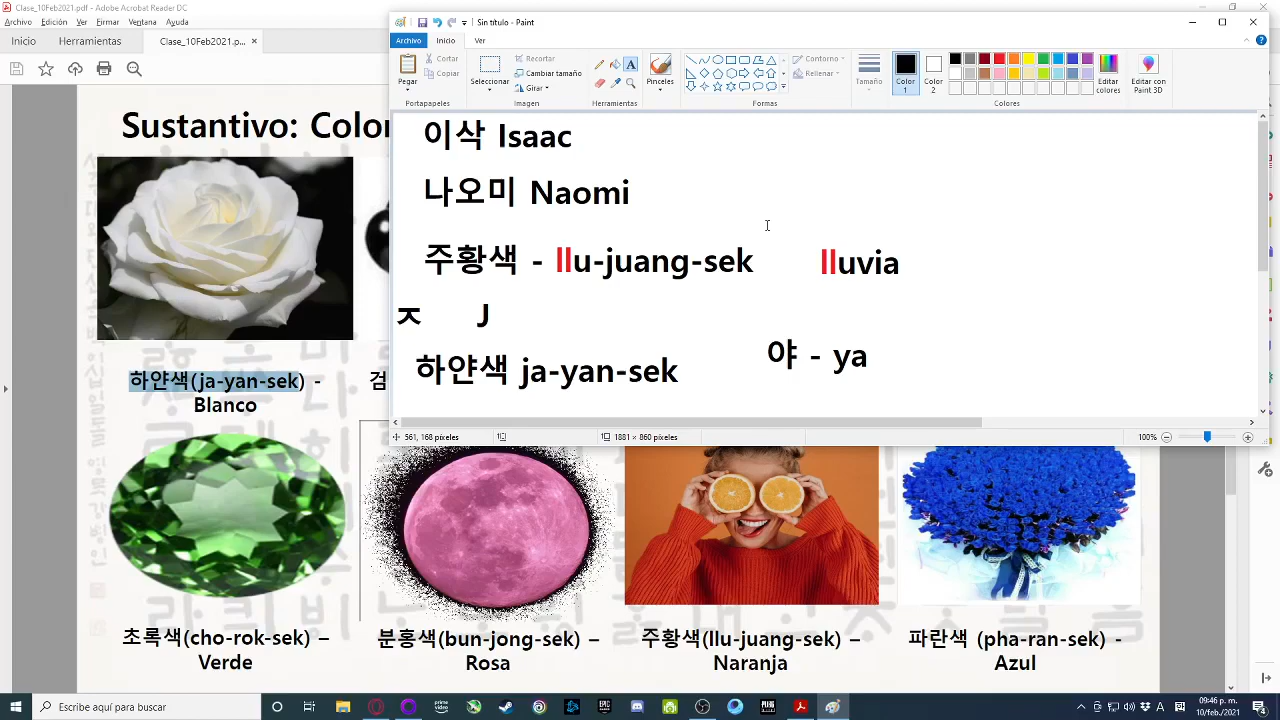 Clase_10Feb2021.pdf - Adobe Acrobat Reader DC
Archivo Edición Ver Firmar Ventana Ayuda
Inicio Herramientas Clase_10Feb2021.p... ×
Sin título - Paint
Archivo Inicio Ver
Pegar
Cortar
Copiar
Portapapeles
Seleccionar
Recortar
Cambiar tamaño
Girar
Imagen
Herramientas
Pinceles
Contorno
Rellenar
Formas
Tamaño
Color 1
Color 2
Editar colores
Colores
Editar con Paint 3D
이삭 Isaac
나오미 Naomi
주황색 - llu-juang-sek lluvia
ㅈ J
야 - ya
하얀색 ja-yan-sek
561, 168 píxeles 1881 × 860 píxeles 100%
Sustantivo: Colo
하얀색(ja-yan-sek) -
Blanco
검
초록색(cho-rok-sek) –
Verde
분홍색(bun-jong-sek) –
Rosa
주황색(llu-juang-sek) –
Naranja
파란색 (pha-ran-sek) -
Azul
Escribe aquí para buscar
prime video
EPIC GAMES
PUBG
A
09:46 p. m.
10/feb./2021